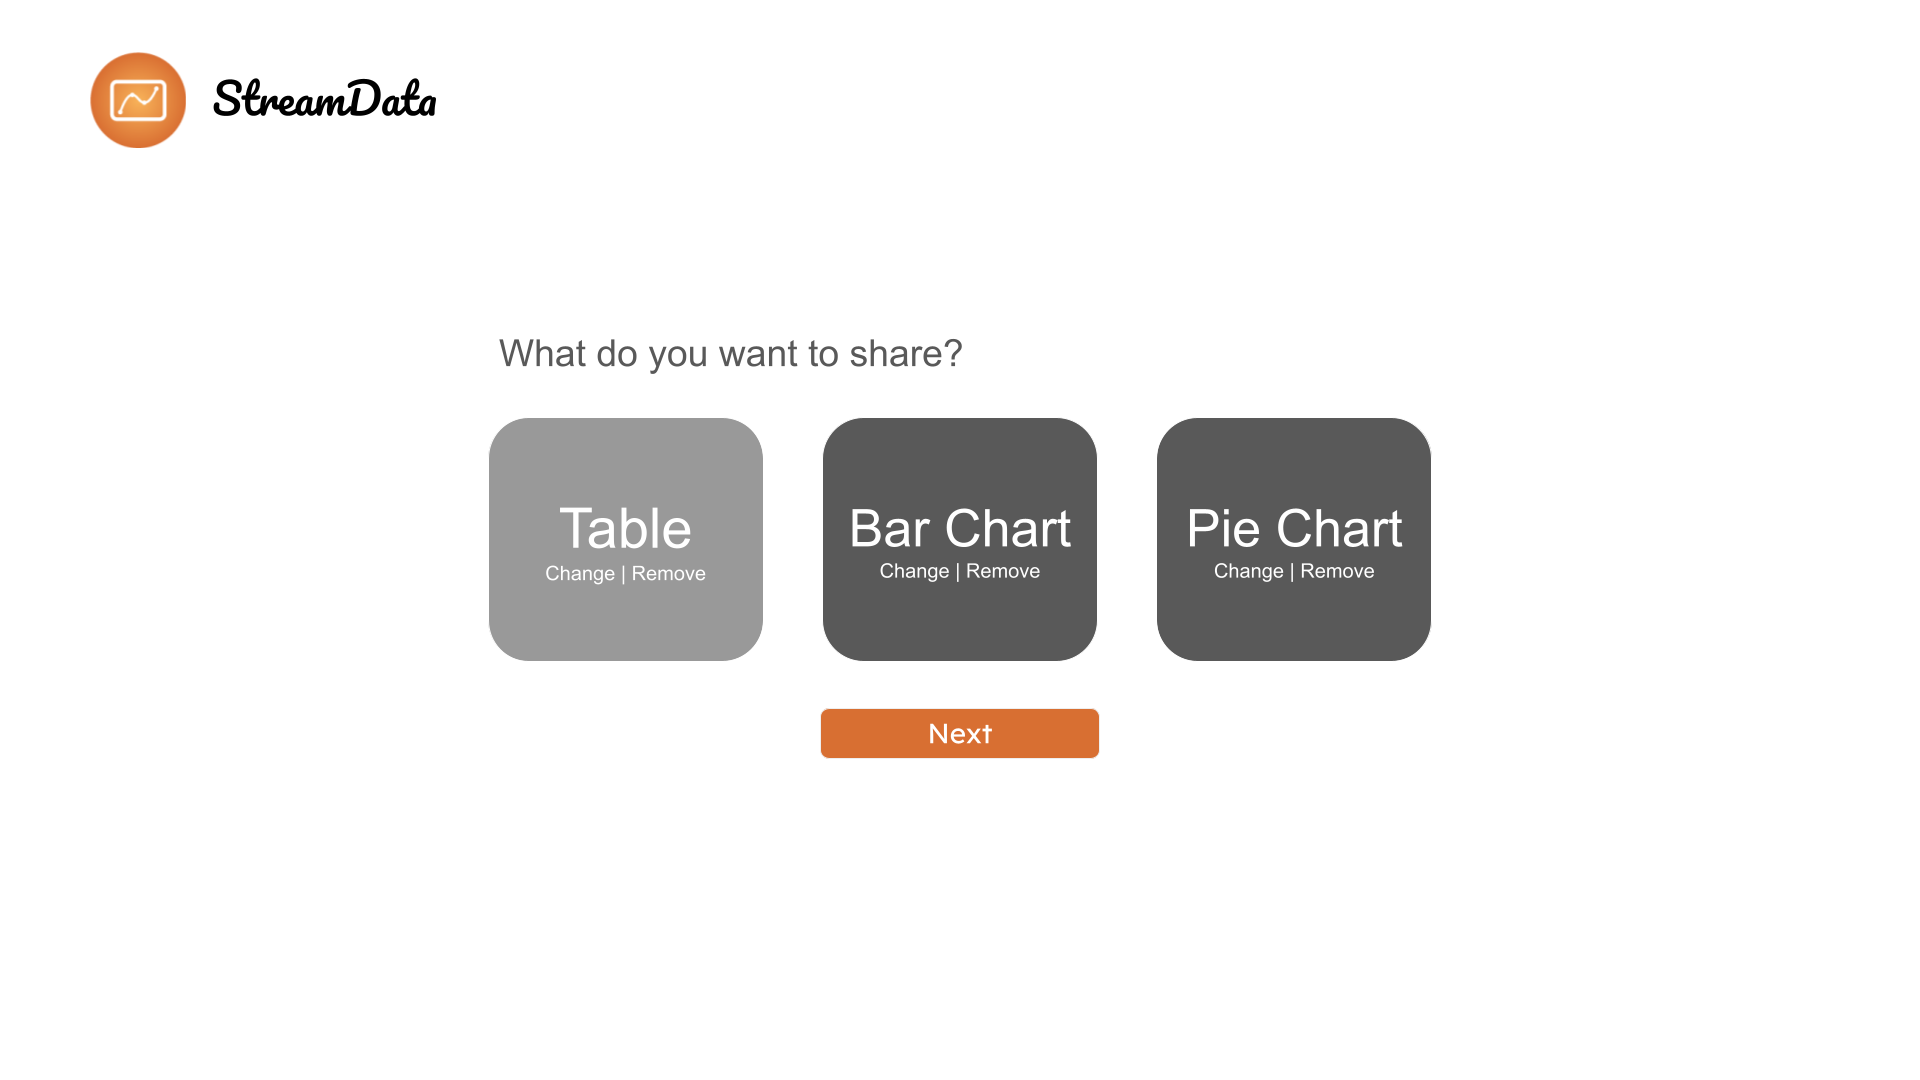 StreamData
What do you want to share?
Table
Change | Remove
Bar Chart
Change | Remove
Pie Chart
Change | Remove
Next